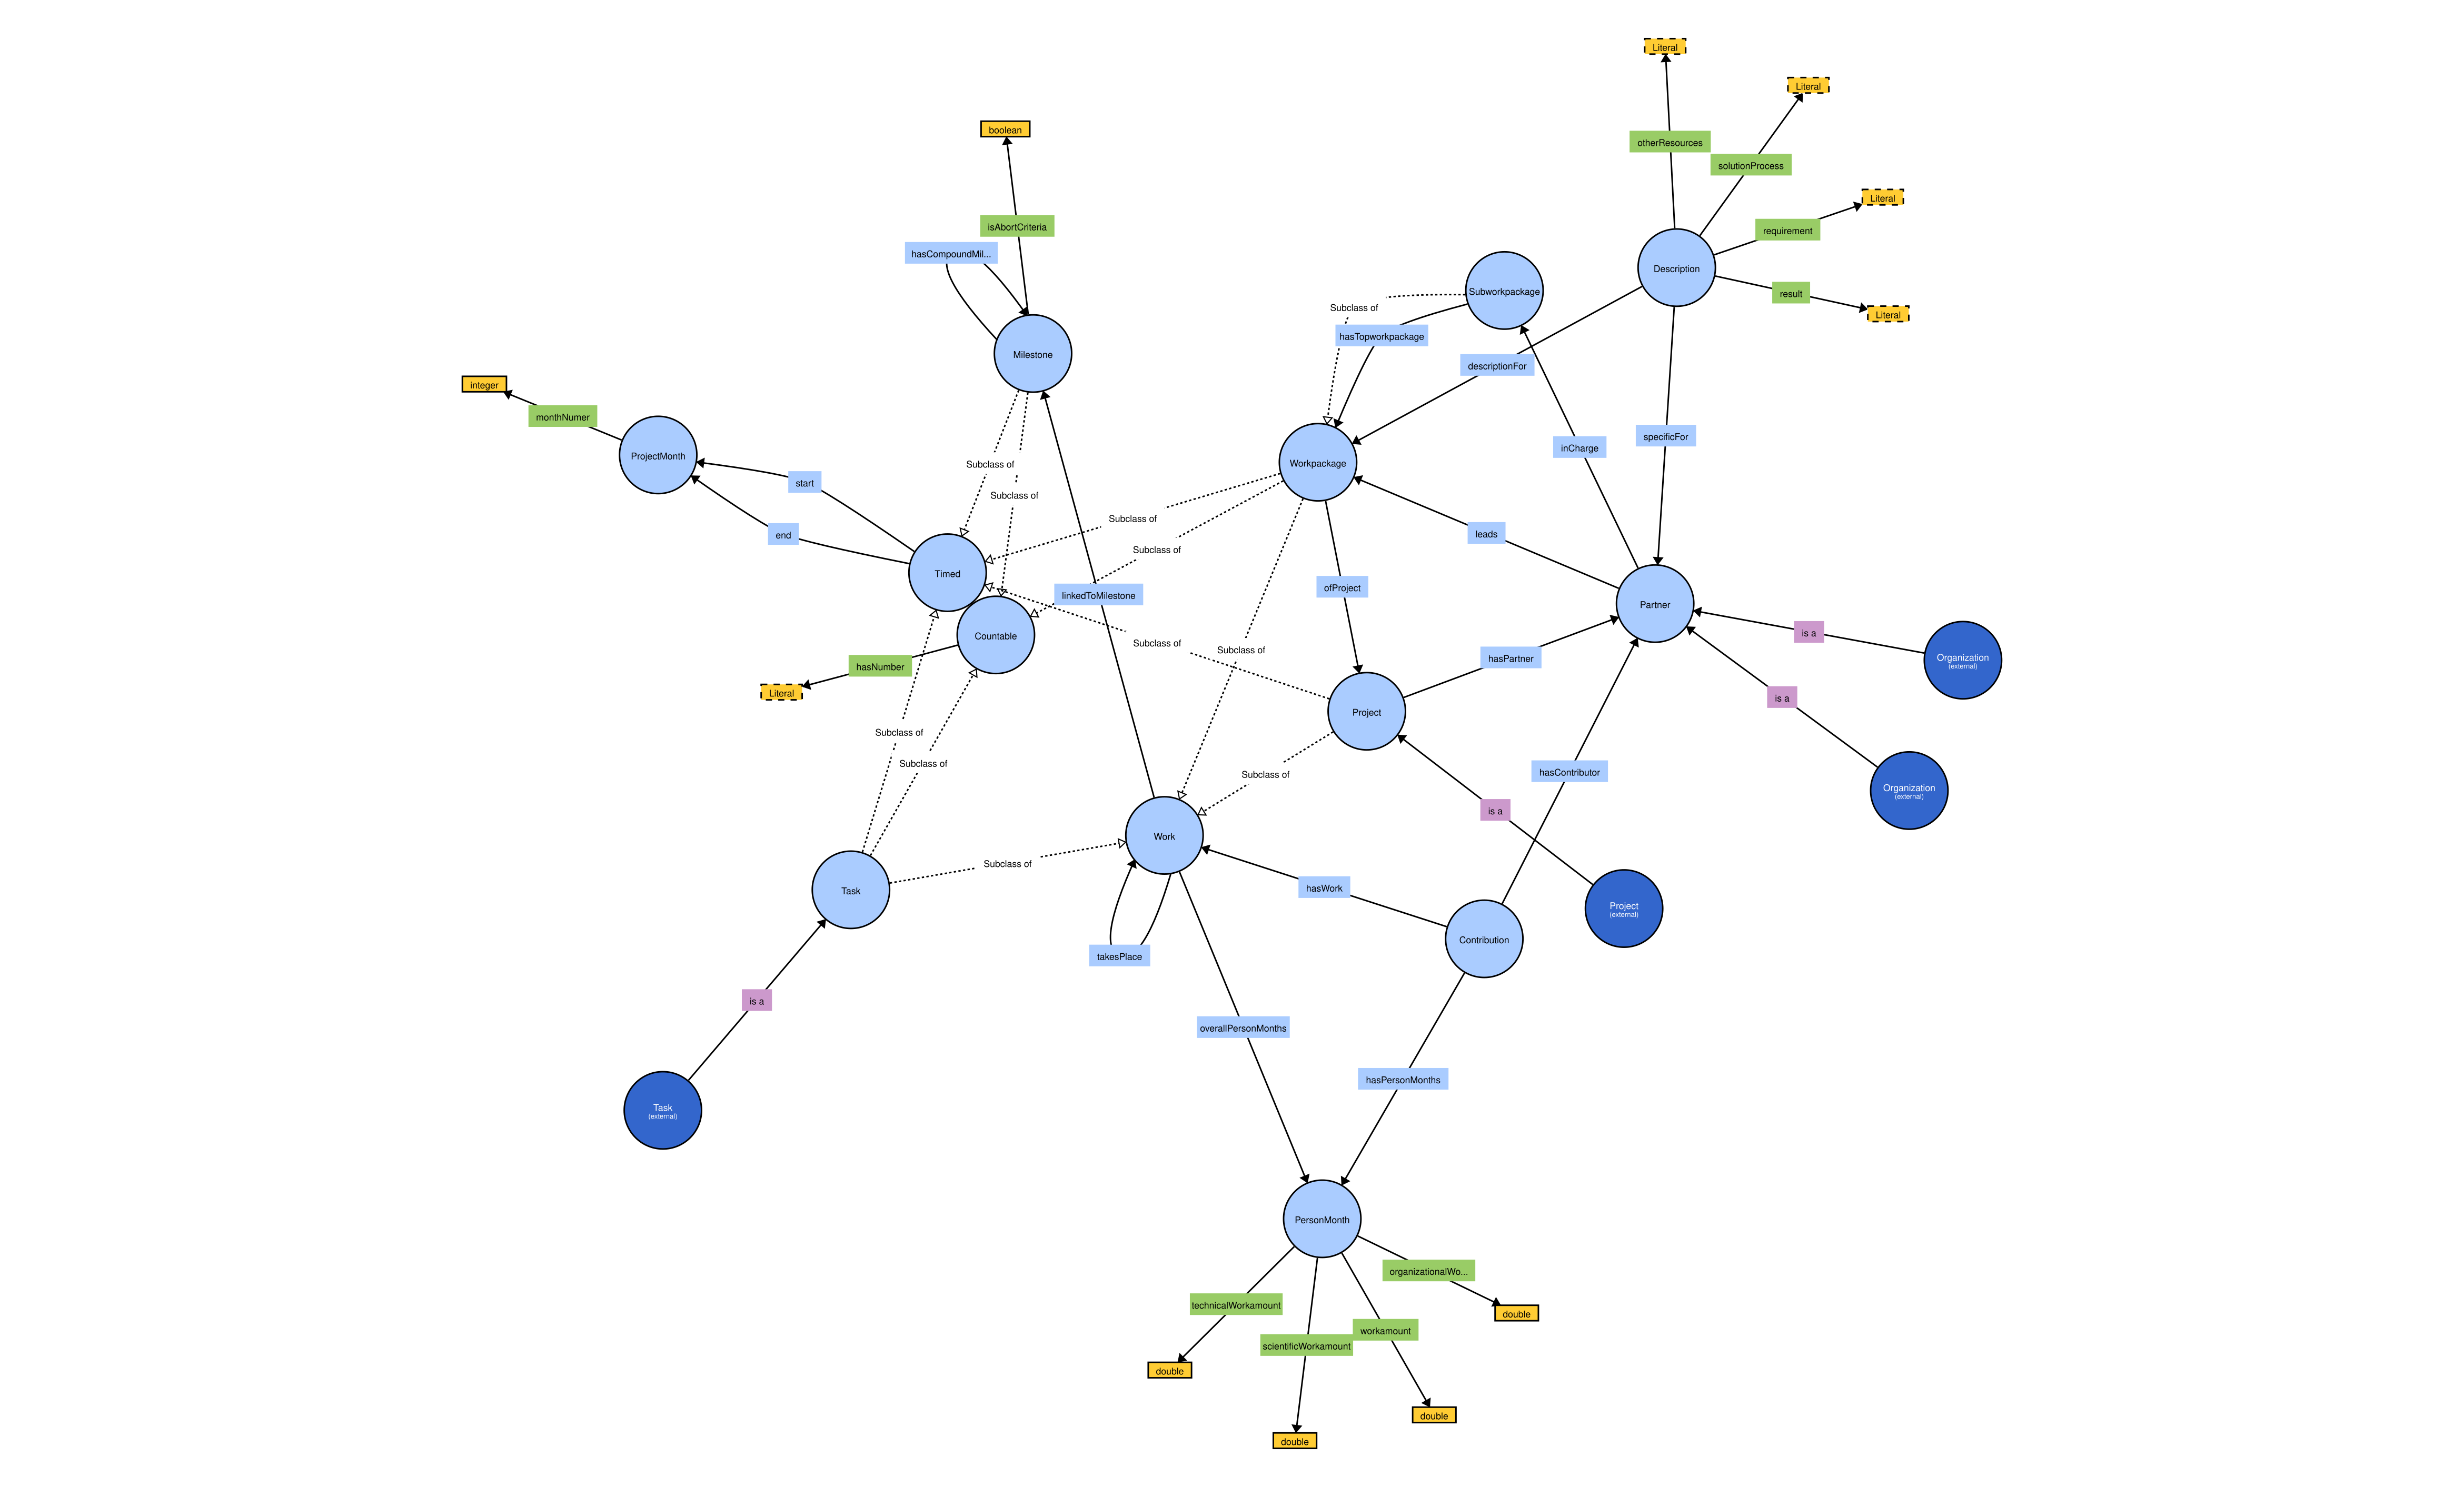 Literal
Literal
boolean
otherResources
solutionProcess
Literal
isAbortCriteria
requirement
hasCompoundMil...
Description
Subworkpackage
result
Subclass of
Literal
hasTopworkpackage
Milestone
descriptionFor
integer
monthNumer
specificFor
inCharge
ProjectMonth
Workpackage
Subclass of
start
Subclass of
Subclass of
leads
end
Subclass of
Timed
ofProject
linkedToMilestone
Partner
is a
Countable
Subclass of
Subclass of
hasPartner
Organization
(external)
hasNumber
Literal
is a
Project
Subclass of
Subclass of
hasContributor
Subclass of
Organization
(external)
is a
Work
Subclass of
hasWork
Task
Project
(external)
Contribution
takesPlace
is a
overallPersonMonths
hasPersonMonths
Task
(external)
PersonMonth
organizationalWo...
technicalWorkamount
double
workamount
scientificWorkamount
double
double
double